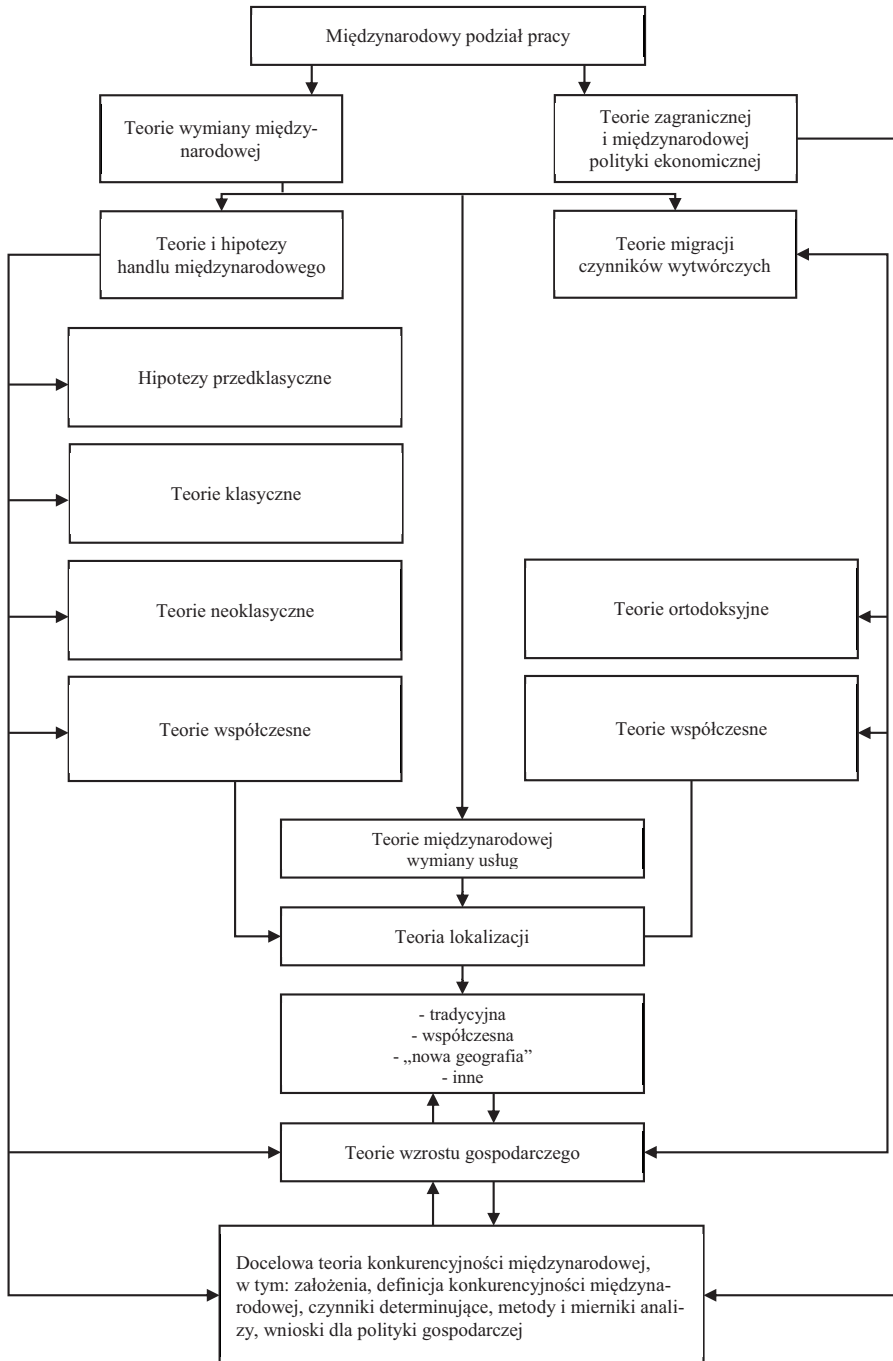 Międzynarodowy podział pracy
Teorie wymiany między-
narodowej
Teorie zagranicznej
i międzynarodowej
polityki ekonomicznej
Teorie i hipotezy
handlu międzynarodowego
Teorie migracji
czynników wytwórczych
Hipotezy przedklasyczne
Teorie klasyczne
Teorie neoklasyczne
Teorie ortodoksyjne
Teorie współczesne
Teorie współczesne
Teorie międzynarodowej
wymiany usług
Teoria lokalizacji
- tradycyjna
- współczesna
- „nowa geografia”
- inne
Teorie wzrostu gospodarczego
Docelowa teoria konkurencyjności międzynarodowej,
w tym: założenia, definicja konkurencyjności międzyna-
rodowej, czynniki determinujące, metody i mierniki anali-
zy, wnioski dla polityki gospodarczej